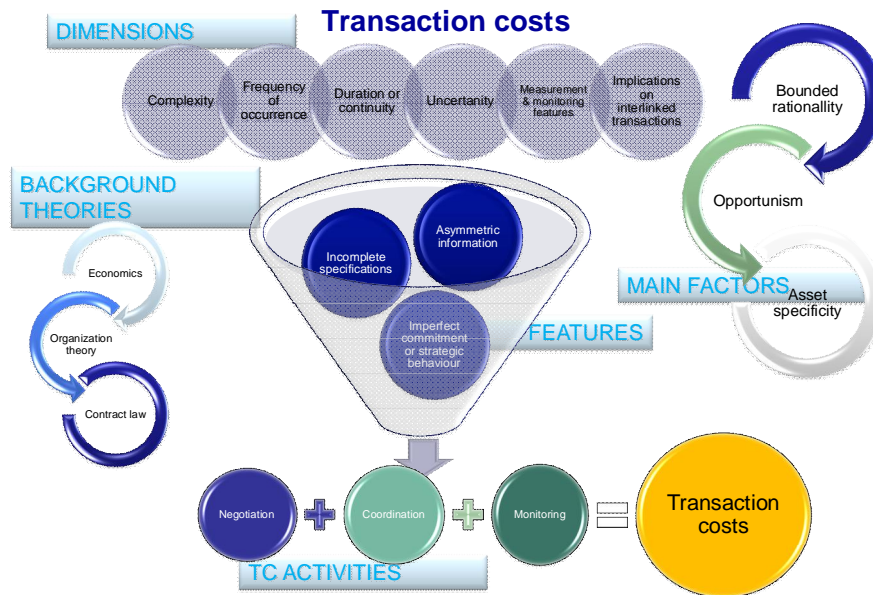 Transaction costs
DIMENSIONS
Complexity
Frequency
of
occurrence
Duration or
continuity
Uncertanity
Measurement
& monitoring
features
Implications
on
interlinked
transactions
Bounded
rationallity
Opportunism
MAIN FACTORS
Asset
specificity
BACKGROUND
THEORIES
Economics
Organization
theory
Contract law
Incomplete
specifications
Asymmetric
information
Imperfect
commitment
or strategic
behaviour
FEATURES
Negotiation
Coordination
Monitoring
Transaction
costs
TC ACTIVITIES